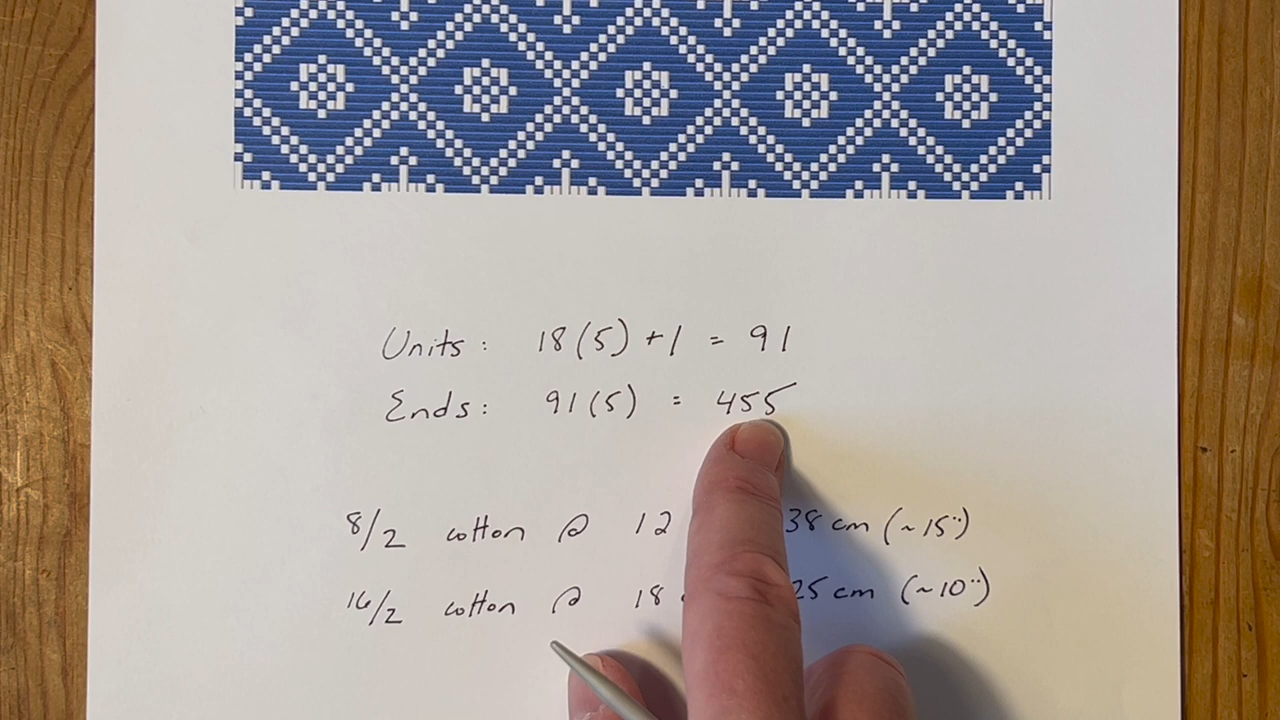 Units: 18(5)+1 = 91
Ends: 91(5) = 455
8/2 cotton @ 12 38 cm (~15")
16/2 cotton @ 18 25 cm (~10")